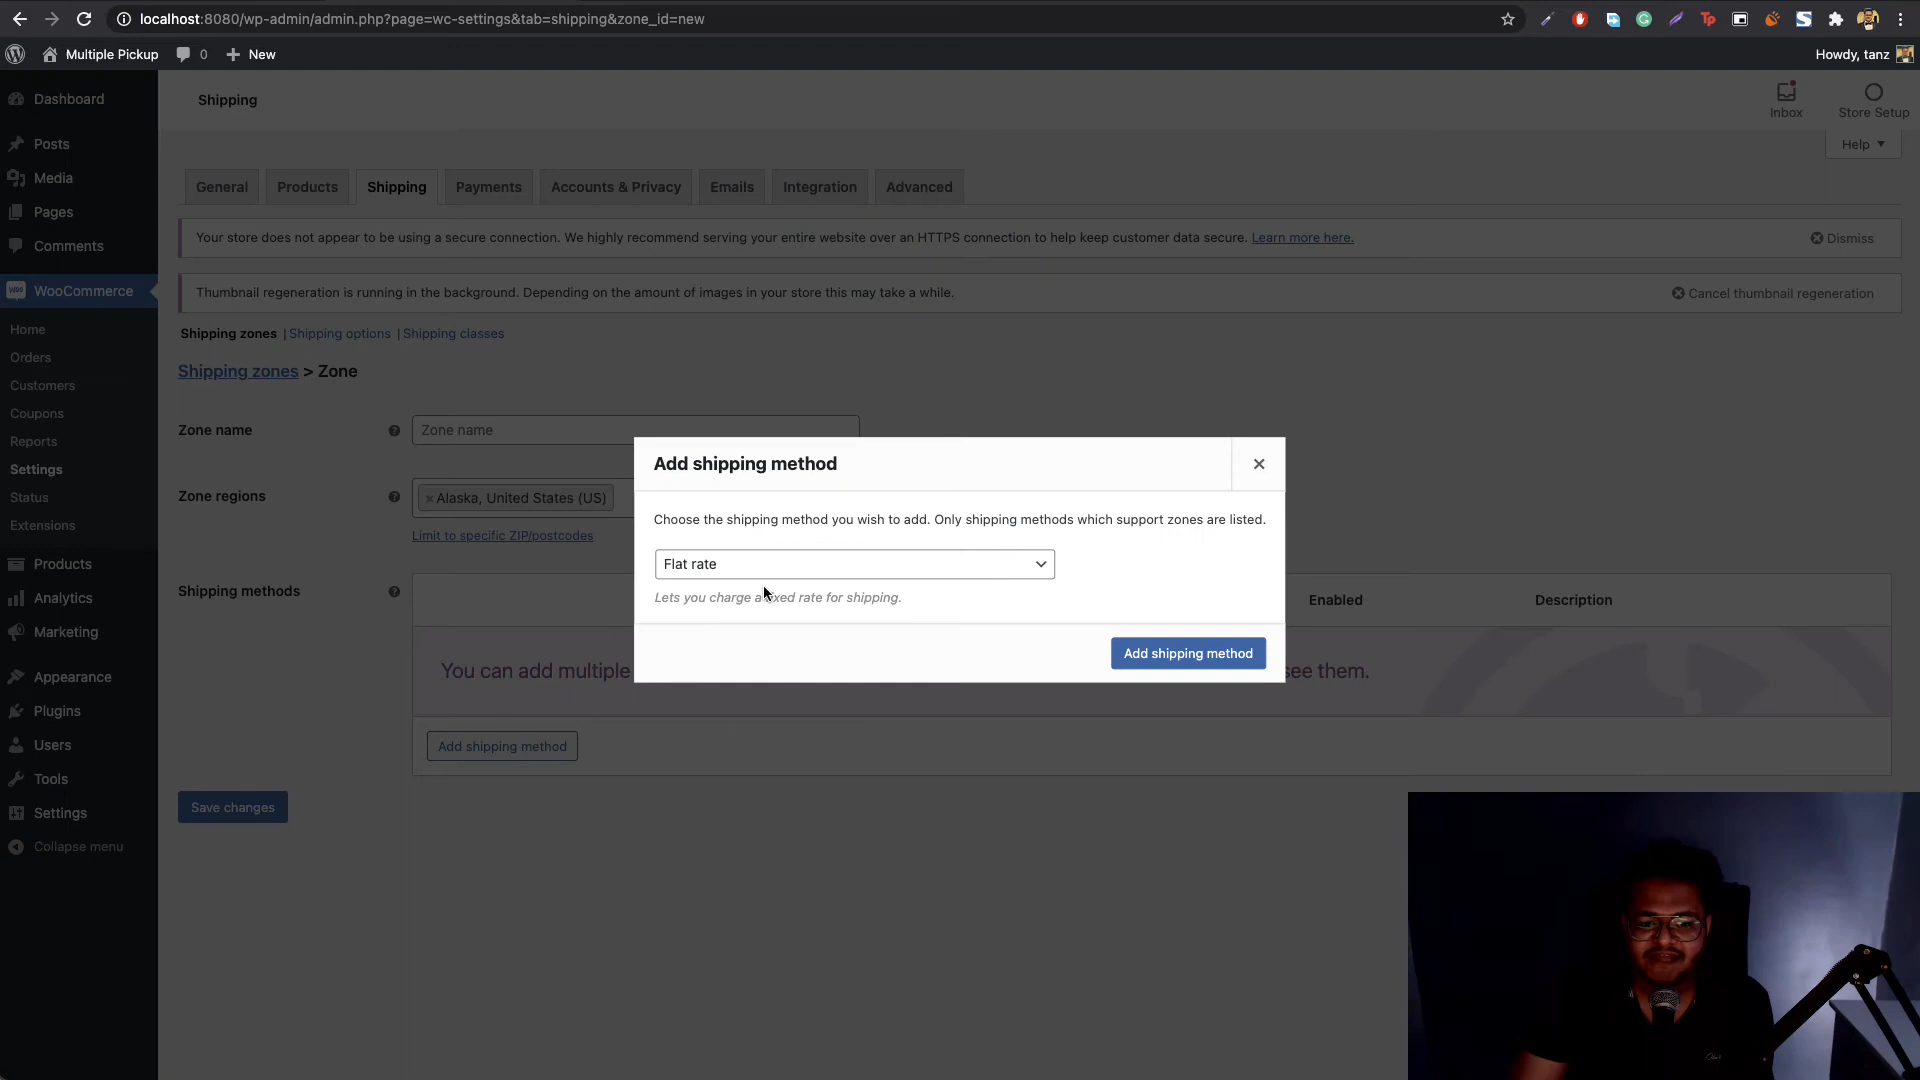 localhost:8080/wp-admin/admin.php?page=wc-settings&tab=shipping&zone_id=new
Multiple Pickup
0
New
Howdy, tanz
Dashboard
Posts
Media
Pages
Comments
WooCommerce
Home
Orders
Customers
Coupons
Reports
Settings
Status
Extensions
Products
Analytics
Marketing
Appearance
Plugins
Users
Tools
Settings
Collapse menu
Shipping
Inbox
Store Setup
Help
General
Products
Shipping
Payments
Accounts & Privacy
Emails
Integration
Advanced
Your store does not appear to be using a secure connection. We highly recommend serving your entire website over an HTTPS connection to help keep customer data secure. Learn more here.
Dismiss
Thumbnail regeneration is running in the background. Depending on the amount of images in your store this may take a while.
Cancel thumbnail regeneration
Shipping zones | Shipping options | Shipping classes
Shipping zones > Zone
Zone name
Zone name
Zone regions
× Alaska, United States (US)
Limit to specific ZIP/postcodes
Shipping methods
Enabled
Description
You can add multiple
see them.
Add shipping method
Save changes
Add shipping method
Choose the shipping method you wish to add. Only shipping methods which support zones are listed.
Flat rate
Lets you charge a fixed rate for shipping.
Add shipping method